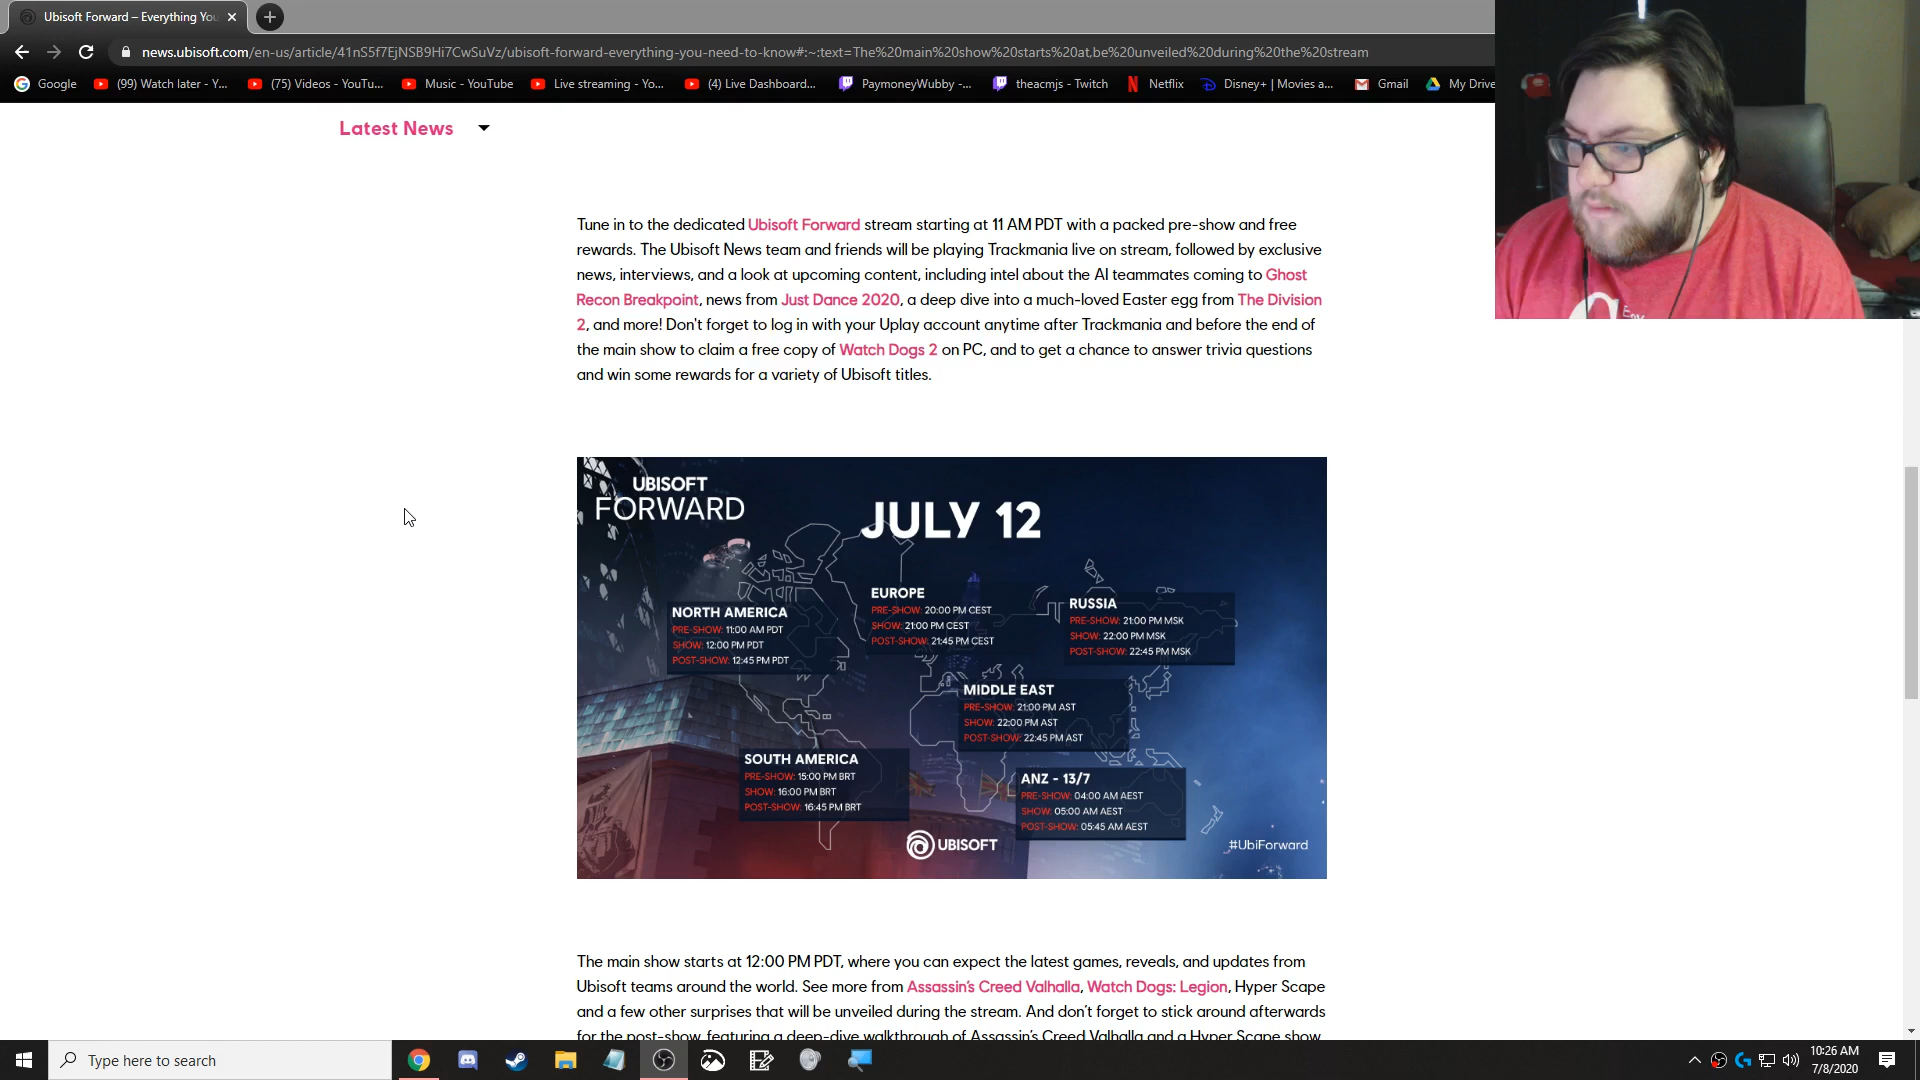 Ubisoft Forward – Everything You
news.ubisoft.com/en-us/article/41nS5f7EjNSB9Hi7CwSuVz/ubisoft-forward-everything-you-need-to-know#:~:text=The%20main%20show%20starts%20at,be%20unveiled%20during%20the%20stream
Google (99) Watch later - Y... (75) Videos - YouTu... Music - YouTube Live streaming - Yo... (4) Live Dashboard... PaymoneyWubby -... theacmjs - Twitch Netflix Disney+ | Movies a... Gmail My Drive
Latest News
Tune in to the dedicated Ubisoft Forward stream starting at 11 AM PDT with a packed pre-show and free
rewards. The Ubisoft News team and friends will be playing Trackmania live on stream, followed by exclusive
news, interviews, and a look at upcoming content, including intel about the AI teammates coming to Ghost
Recon Breakpoint, news from Just Dance 2020, a deep dive into a much-loved Easter egg from The Division
2, and more! Don't forget to log in with your Uplay account anytime after Trackmania and before the end of
the main show to claim a free copy of Watch Dogs 2 on PC, and to get a chance to answer trivia questions
and win some rewards for a variety of Ubisoft titles.
UBISOFT
FORWARD
JULY 12
NORTH AMERICA
PRE-SHOW: 11:00 AM PDT
SHOW: 12:00 PM PDT
POST-SHOW: 12:45 PM PDT
EUROPE
PRE-SHOW: 20:00 PM CEST
SHOW: 21:00 PM CEST
POST-SHOW: 21:45 PM CEST
RUSSIA
PRE-SHOW: 21:00 PM MSK
SHOW: 22:00 PM MSK
POST-SHOW: 22:45 PM MSK
MIDDLE EAST
PRE-SHOW: 21:00 PM AST
SHOW: 22:00 PM AST
POST-SHOW: 22:45 PM AST
SOUTH AMERICA
PRE-SHOW: 15:00 PM BRT
SHOW: 16:00 PM BRT
POST-SHOW: 16:45 PM BRT
ANZ - 13/7
PRE-SHOW: 04:00 AM AEST
SHOW: 05:00 AM AEST
POST-SHOW: 05:45 AM AEST
UBISOFT
#UbiForward
The main show starts at 12:00 PM PDT, where you can expect the latest games, reveals, and updates from
Ubisoft teams around the world. See more from Assassin's Creed Valhalla, Watch Dogs: Legion, Hyper Scape
and a few other surprises that will be unveiled during the stream. And don't forget to stick around afterwards
for the post-show, featuring a deep-dive walkthrough of Assassin's Creed Valhalla and a Hyper Scape show
Type here to search
10:26 AM
7/8/2020